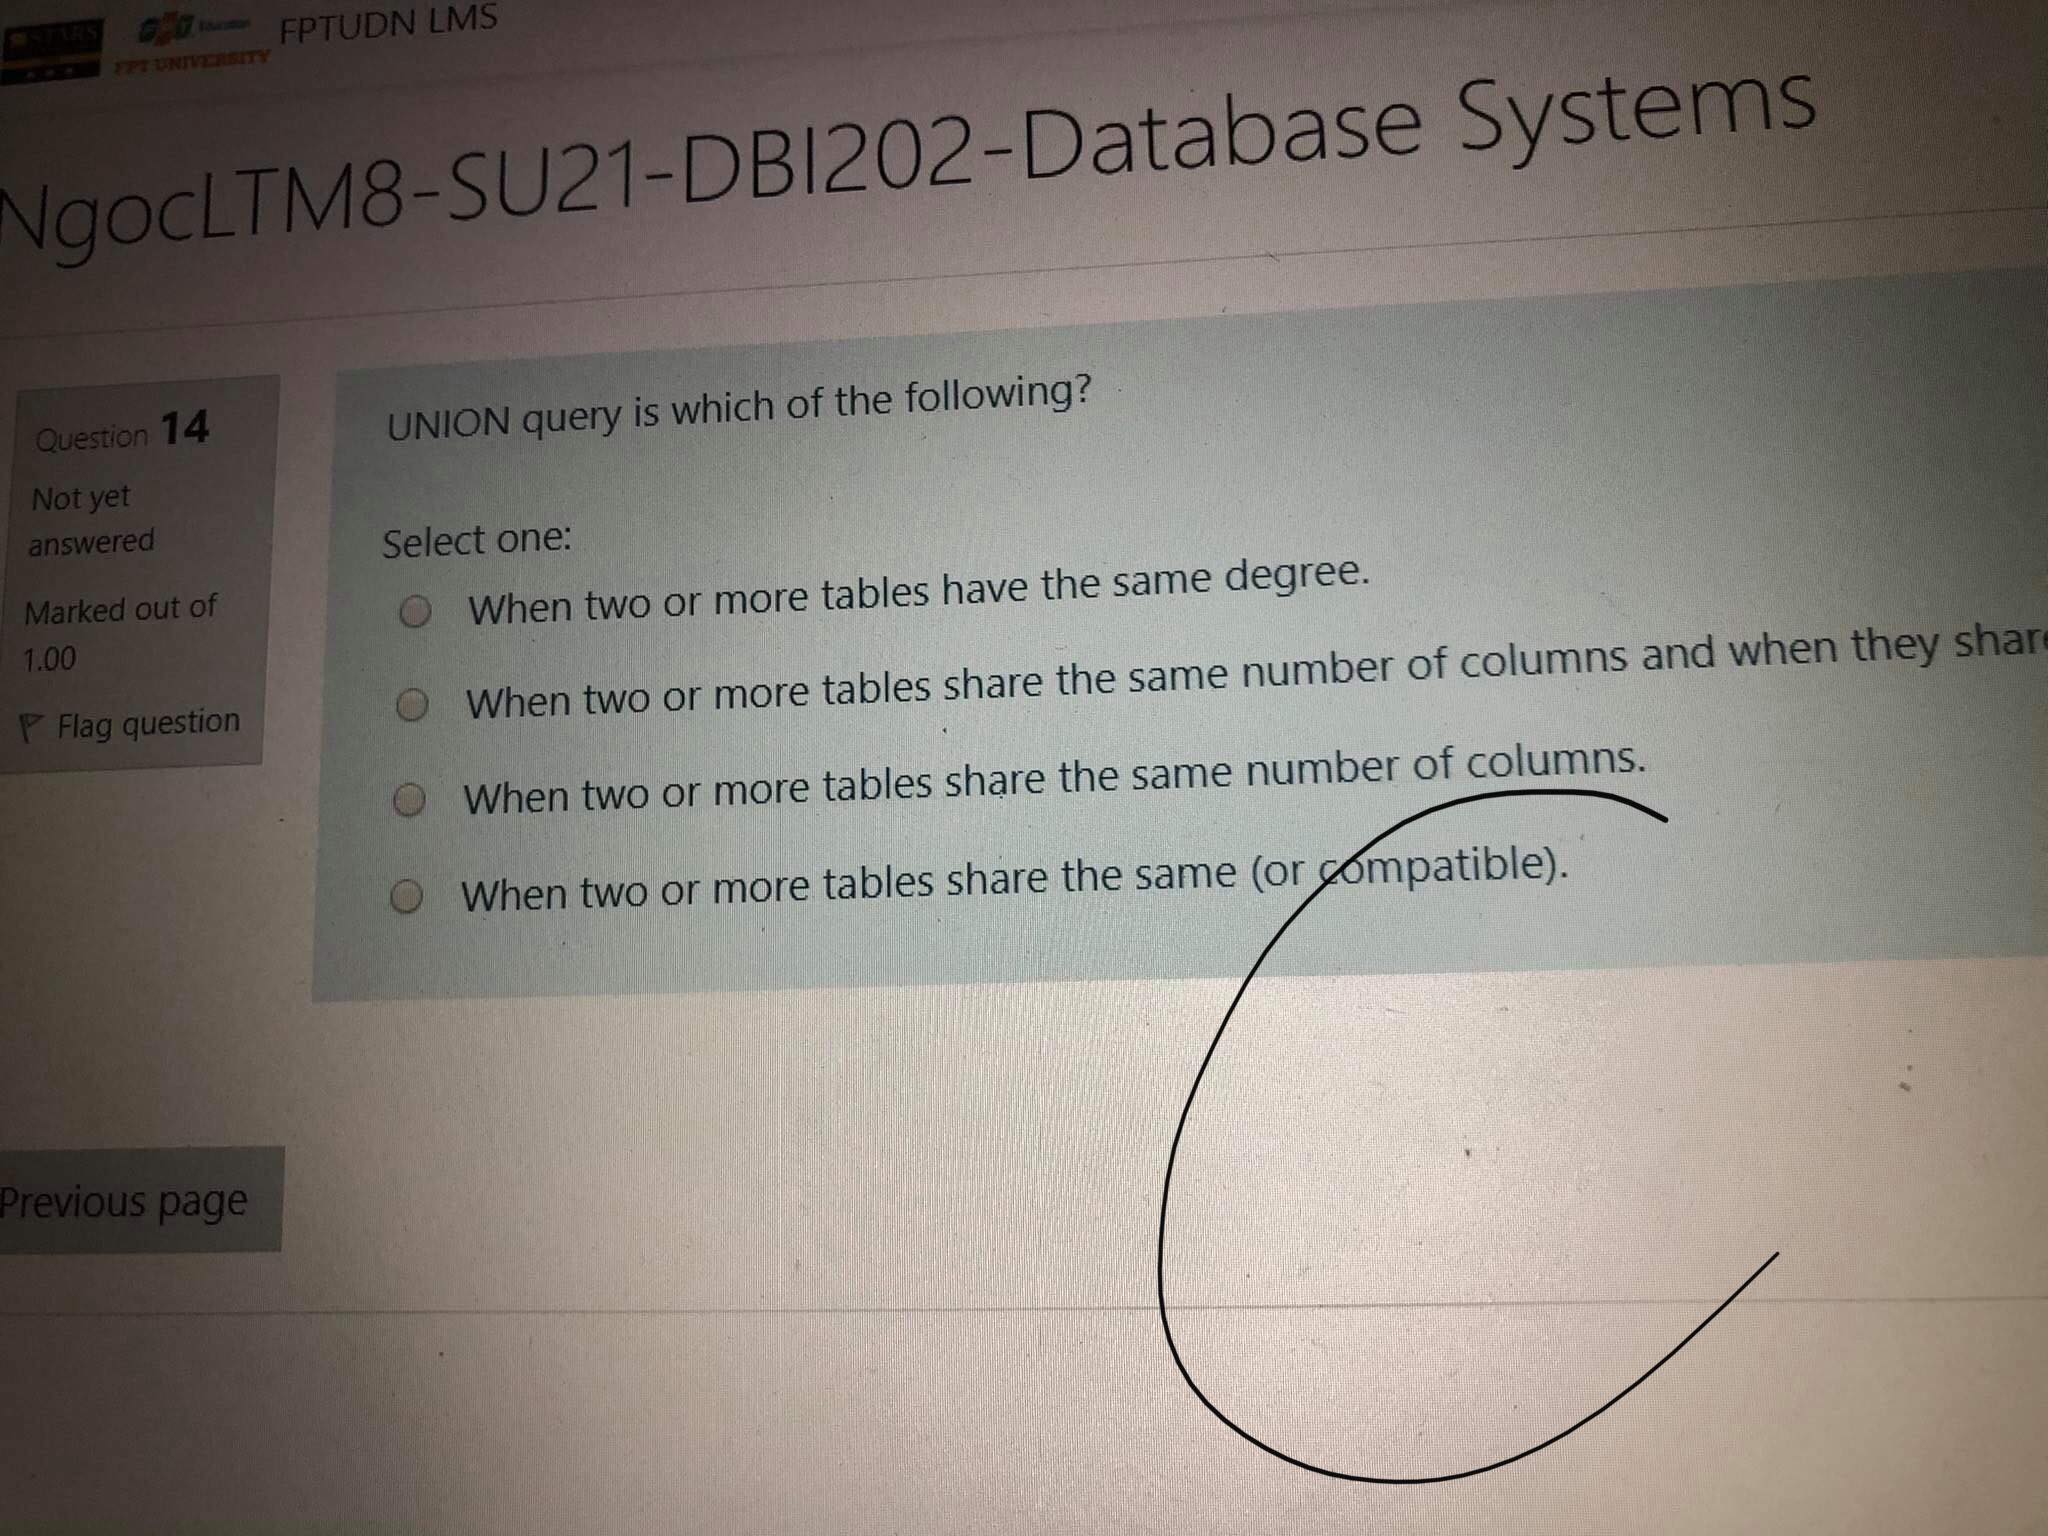 STARS
Education
FPTUDN LMS
FPT UNIVERSITY
NgocLTM8-SU21-DBI202-Database Systems
Question 14
Not yet
answered
Marked out of
1.00
Flag question
UNION query is which of the following?
Select one:
When two or more tables have the same degree.
When two or more tables share the same number of columns and when they share
When two or more tables share the same number of columns.
When two or more tables share the same (or compatible).
Previous page